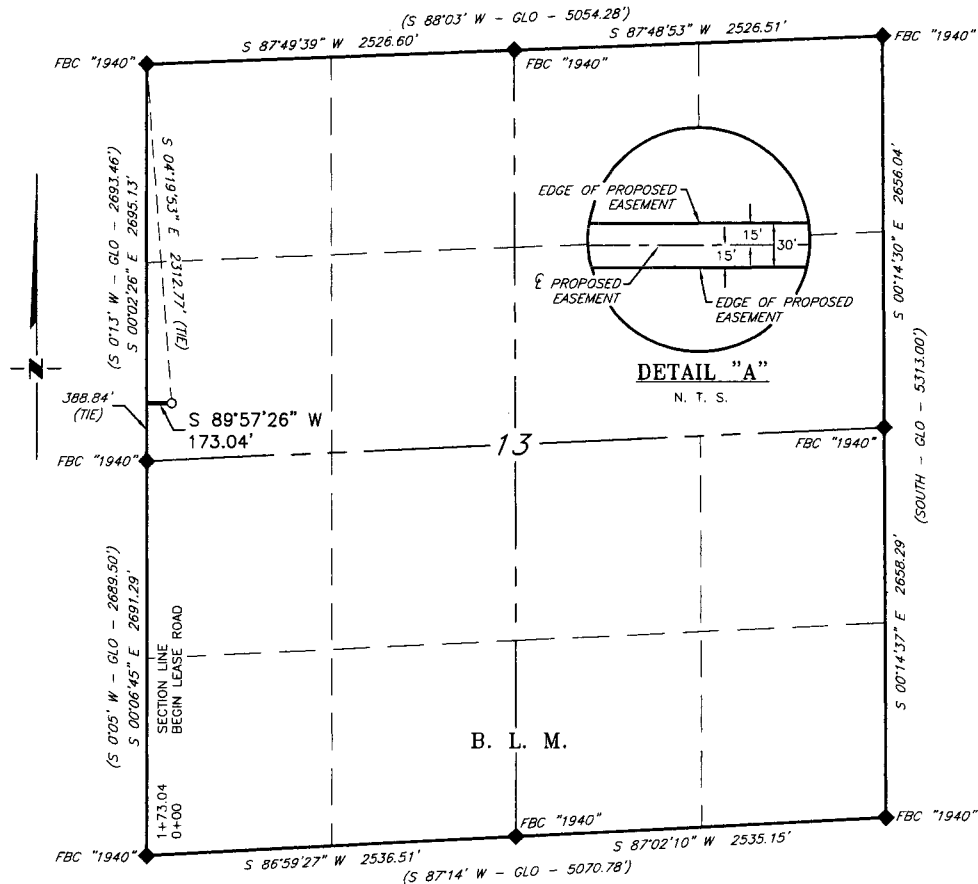 (S 88°03' W - GLO - 5054.28')
S 87°49'39" W 2526.60'
S 87°48'53" W 2526.51'
FBC "1940"
FBC "1940"
FBC "1940"
(S 0°13' W - GLO - 2693.46')
S 00°02'26" E 2695.13'
S 04°19'53" E 2312.77' (TIE)
EDGE OF PROPOSED
EASEMENT
15'
15'
30'
℄ PROPOSED
EASEMENT
EDGE OF PROPOSED
EASEMENT
DETAIL "A"
N. T. S.
S 00°14'30" E 2656.04'
N
388.84'
(TIE)
S 89°57'26" W
173.04'
FBC "1940"
13
FBC "1940"
(SOUTH - GLO - 5313.00')
(S 0°05' W - GLO - 2689.50')
S 00°06'45" E 2691.29'
SECTION LINE
BEGIN LEASE ROAD
1+73.04
0+00
S 00°14'37" E 2658.29'
B. L. M.
FBC "1940"
FBC "1940"
FBC "1940"
S 86°59'27" W 2536.51'
S 87°02'10" W 2535.15'
(S 87°14' W - GLO - 5070.78')